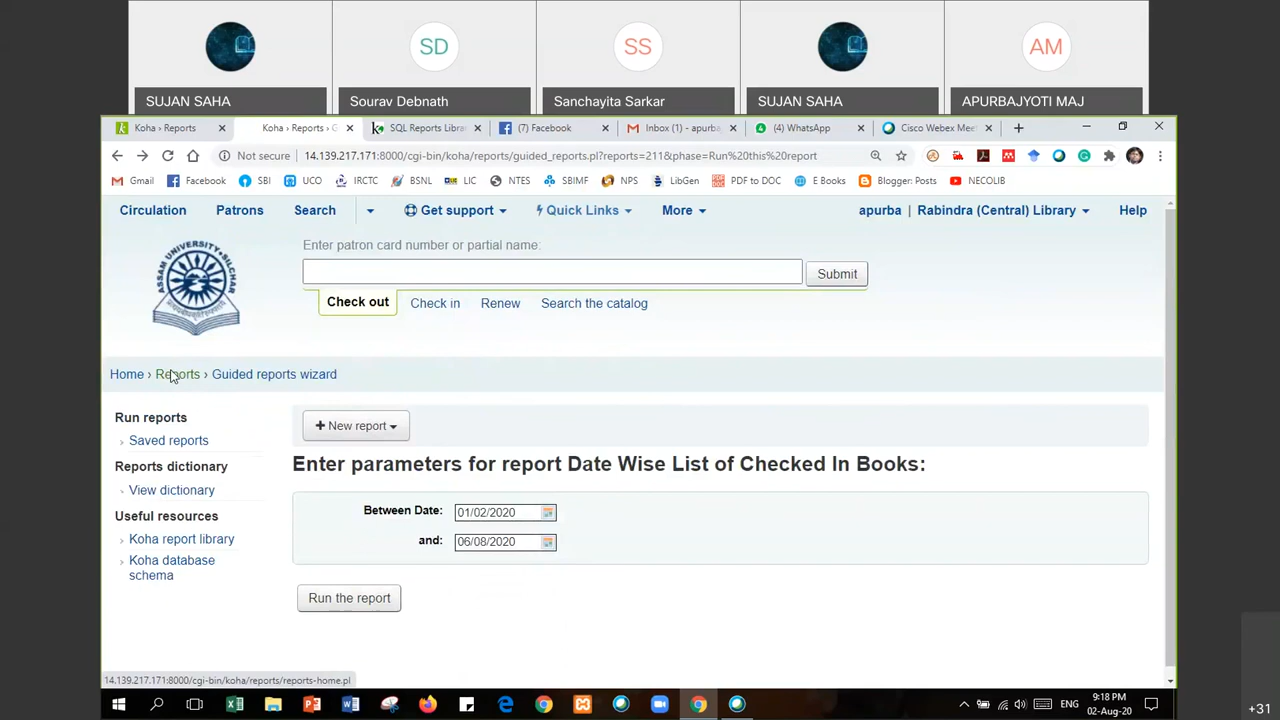 SD
SS
AM
SUJAN SAHA
Sourav Debnath
Sanchayita Sarkar
SUJAN SAHA
APURBAJYOTI MAJ
Koha › Reports
Koha › Reports › G
SQL Reports Libra
(7) Facebook
Inbox (1) - apurba
(4) WhatsApp
Cisco Webex Mee
Not secure
14.139.217.171:8000/cgi-bin/koha/reports/guided_reports.pl?reports=211&phase=Run%20this%20report
Gmail
Facebook
SBI
UCO
IRCTC
BSNL
LIC
NTES
SBIMF
NPS
LibGen
PDF to DOC
E Books
Blogger: Posts
NECOLIB
Circulation
Patrons
Search
Get support
Quick Links
More
apurba | Rabindra (Central) Library
Help
ASSAM UNIVERSITY-SILCHAR
Enter patron card number or partial name:
Submit
Check out
Check in
Renew
Search the catalog
Home › Reports › Guided reports wizard
Run reports
Saved reports
Reports dictionary
View dictionary
Useful resources
Koha report library
Koha database
schema
+ New report
Enter parameters for report Date Wise List of Checked In Books:
Between Date: 01/02/2020
and: 06/08/2020
Run the report
14.139.217.171:8000/cgi-bin/koha/reports/reports-home.pl
ENG
9:18 PM
02-Aug-20
+31